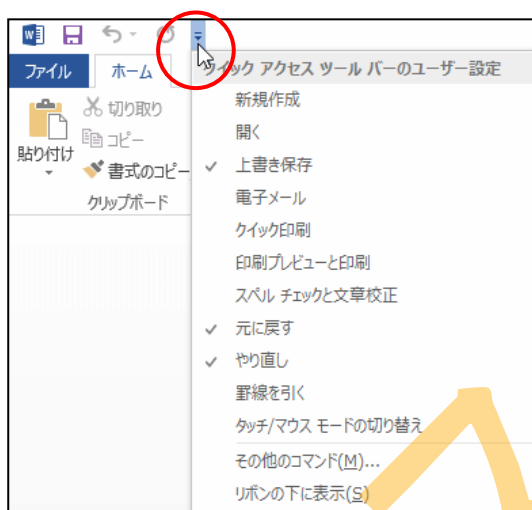 ファイル
ホーム
クイック アクセス ツール バーのユーザー設定
貼り付け
切り取り
コピー
書式のコピー
クリップボード
新規作成
開く
上書き保存
電子メール
クイック印刷
印刷プレビューと印刷
スペル チェックと文章校正
元に戻す
やり直し
罫線を引く
タッチ/マウス モードの切り替え
その他のコマンド(M)...
リボンの下に表示(S)